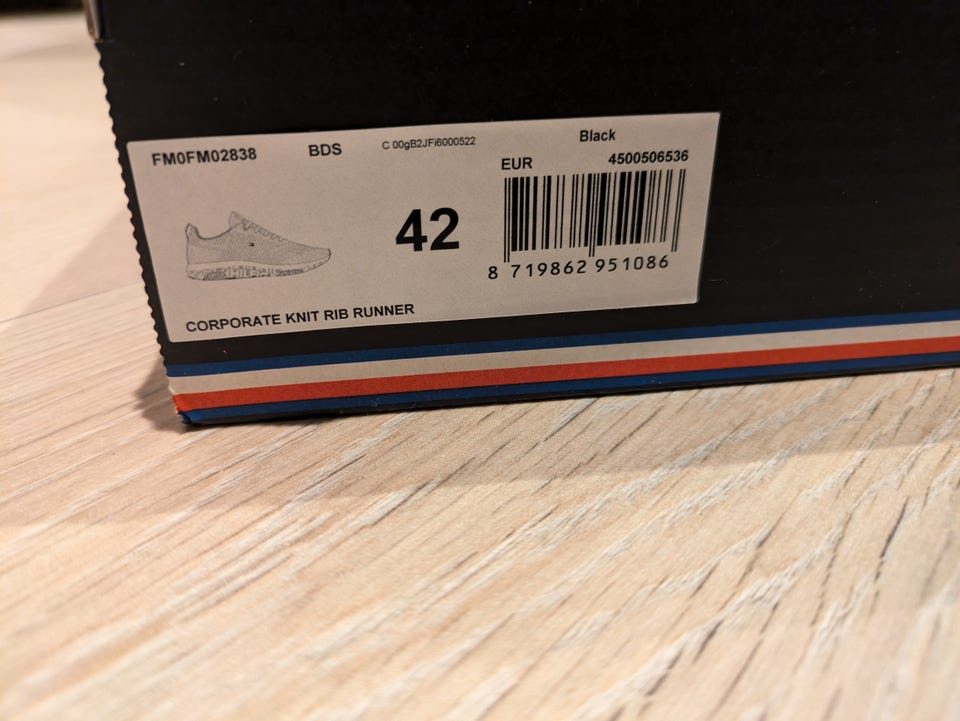 FM0FM02838 BDS C 00gB2JFi6000522 Black
EUR 4500506536
42
8 719862 951086
CORPORATE KNIT RIB RUNNER